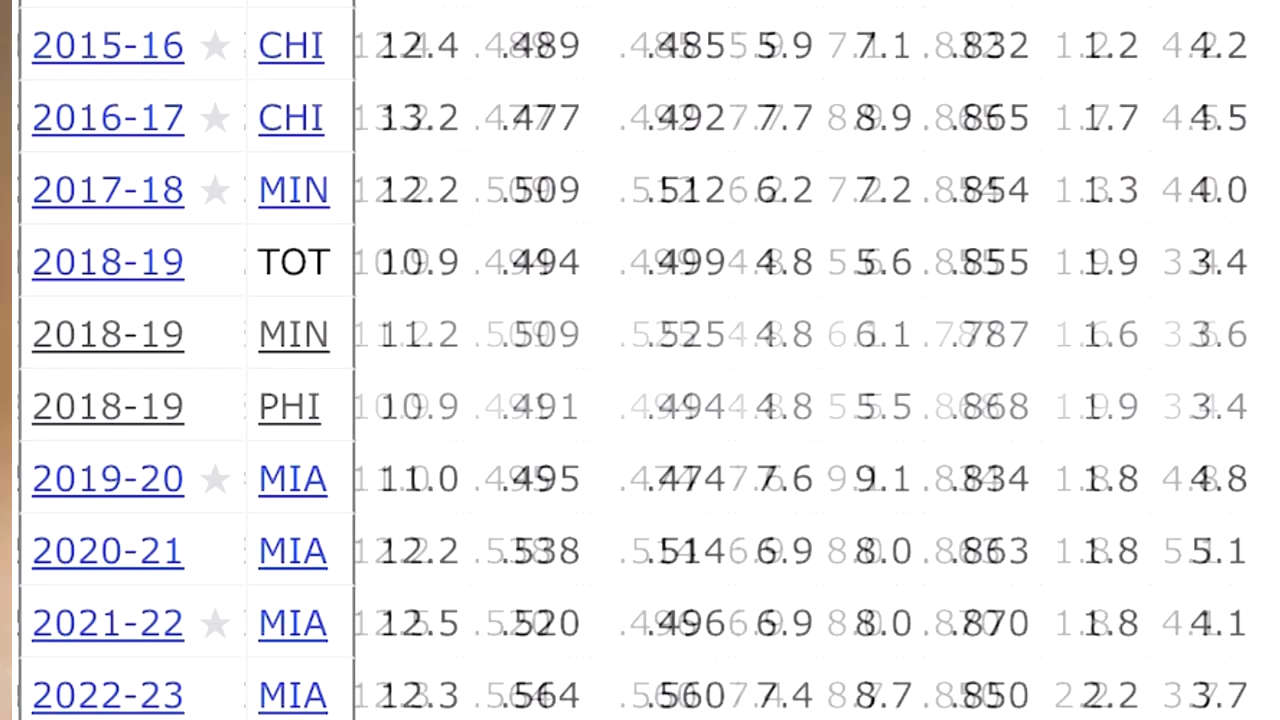 2015-16 ★ CHI 12.4 .489 .485 5.9 7.1 .832 1.2 4.2
2016-17 ★ CHI 13.2 .477 .492 7.7 8.9 .865 1.7 4.5
2017-18 ★ MIN 12.2 .509 .512 6.2 7.2 .854 1.3 4.0
2018-19 TOT 10.9 .494 .499 4.8 5.6 .855 1.9 3.4
2018-19 MIN 11.2 .509 .525 4.8 6.1 .787 1.6 3.6
2018-19 PHI 10.9 .491 .494 4.8 5.5 .868 1.9 3.4
2019-20 ★ MIA 11.0 .495 .474 7.6 9.1 .834 1.8 4.8
2020-21 MIA 12.2 .538 .514 6.9 8.0 .863 1.8 5.1
2021-22 ★ MIA 12.5 .520 .496 6.9 8.0 .870 1.8 4.1
2022-23 MIA 12.3 .564 .560 7.4 8.7 .850 2.2 3.7